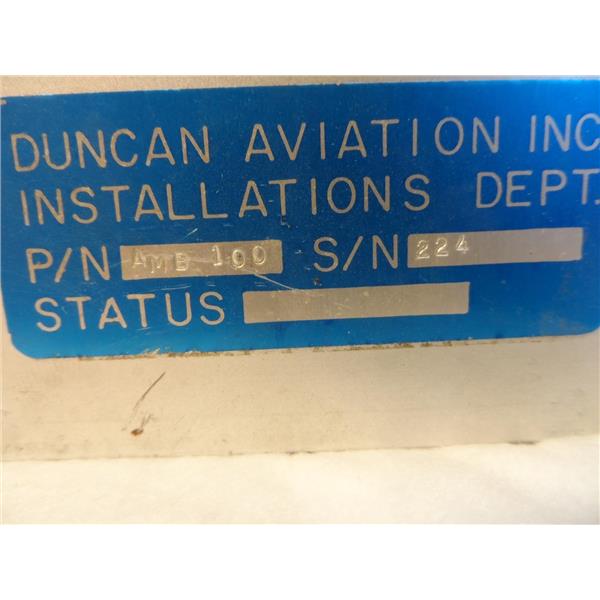 DUNCAN AVIATION INC
INSTALLATIONS DEPT.
P/N AMB 100 S/N 224
STATUS